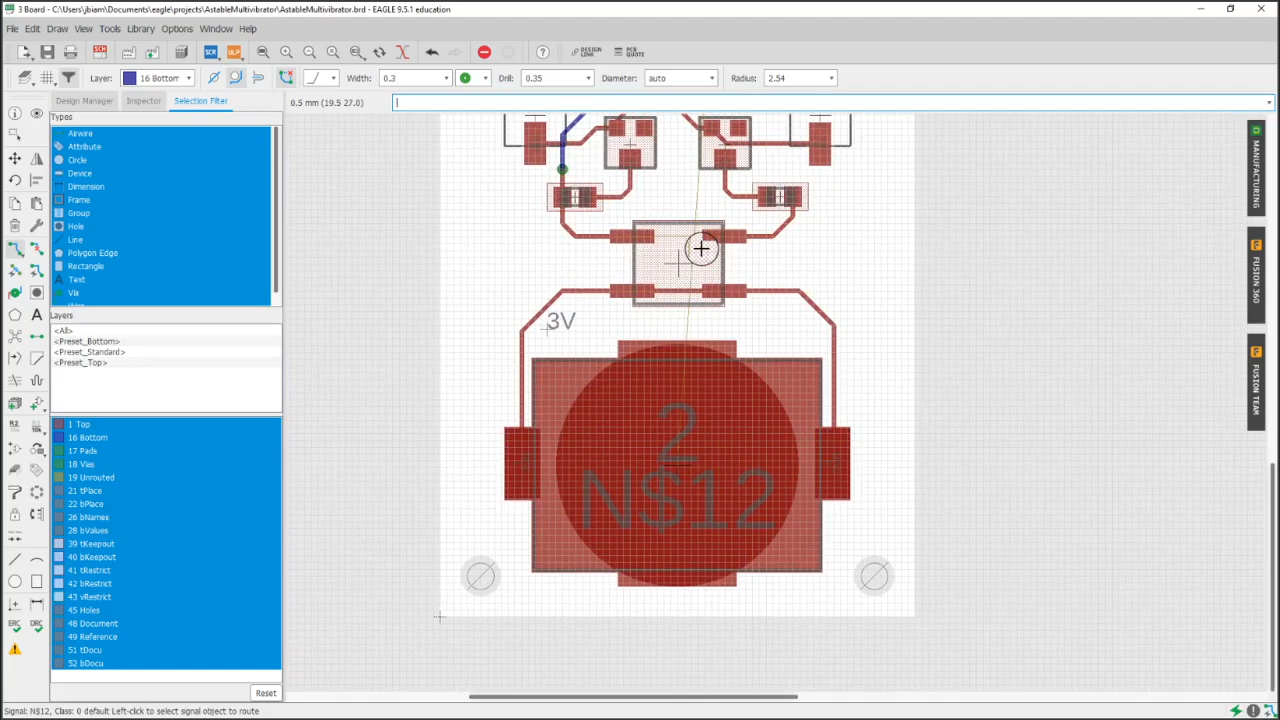 3 Board - C:\Users\jbiam\Documents\eagle\projects\AstableMultivibrator\AstableMultivibrator.brd - EAGLE 9.5.1 education
File Edit Draw View Tools Library Options Window Help
SCH SCR ULP DESIGN LINK PCB QUOTE
Layer: 16 Bottom Width: 0.3 Drill: 0.35 Diameter: auto Radius: 2.54
Design Manager Inspector Selection Filter
0.5 mm (19.5 27.0)
Types
Airwire
Attribute
Circle
Device
Dimension
Frame
Group
Hole
Line
Polygon Edge
Rectangle
Text
Via
Layers
<All>
<Preset_Bottom>
<Preset_Standard>
<Preset_Top>
1 Top
16 Bottom
17 Pads
18 Vias
19 Unrouted
21 tPlace
22 bPlace
26 bNames
28 bValues
39 tKeepout
40 bKeepout
41 tRestrict
42 bRestrict
43 vRestrict
45 Holes
48 Document
49 Reference
51 tDocu
52 bDocu
Reset
R2
10k
ERC DRC
3V
2
N$12
MANUFACTURING
FUSION 360
FUSION TEAM
Signal: N$12, Class: 0 default Left-click to select signal object to route